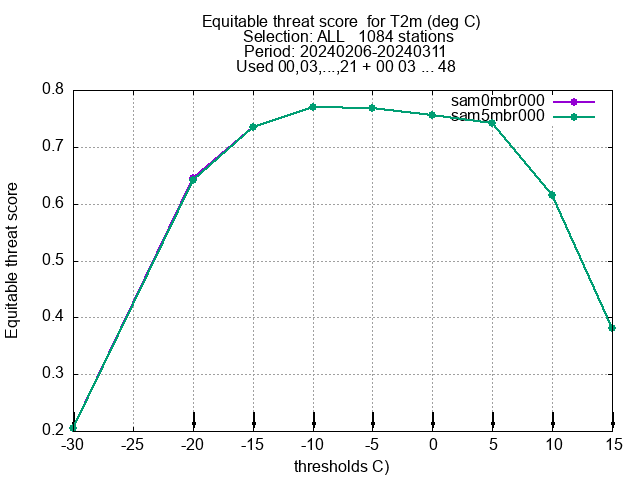 Equitable threat score  for T2m (deg C)
Selection: ALL   1084 stations
Period: 20240206-20240311
Used 00,03,...,21 + 00 03 ... 48
sam0mbr000
sam5mbr000
Equitable threat score
0.8
0.7
0.6
0.5
0.4
0.3
0.2
-30 -25 -20 -15 -10 -5 0 5 10 15
thresholds C)